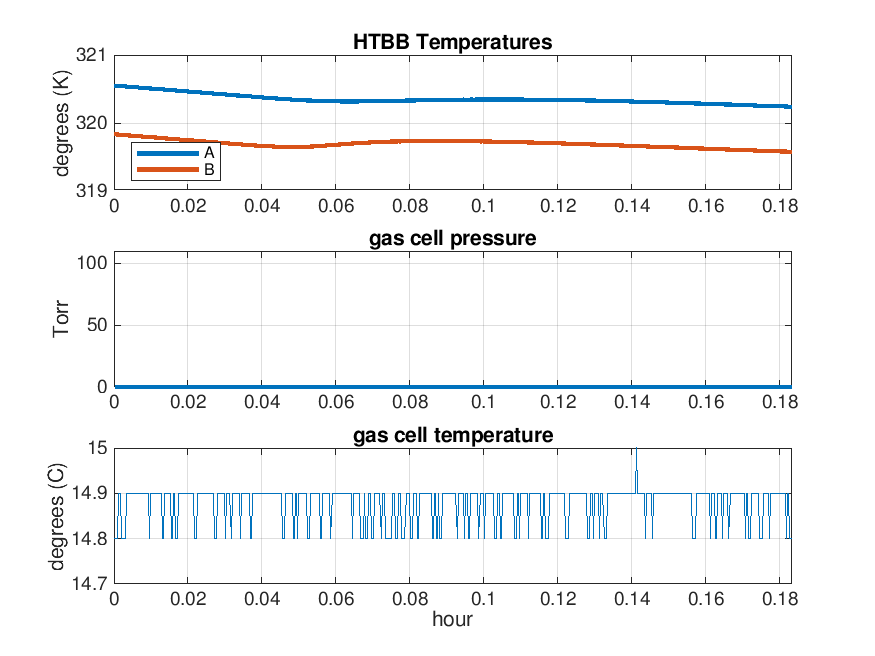 HTBB Temperatures
321
320
319
degrees (K)
A
B
0 0.02 0.04 0.06 0.08 0.1 0.12 0.14 0.16 0.18
gas cell pressure
100
50
0
Torr
0 0.02 0.04 0.06 0.08 0.1 0.12 0.14 0.16 0.18
gas cell temperature
15
14.9
14.8
14.7
degrees (C)
0 0.02 0.04 0.06 0.08 0.1 0.12 0.14 0.16 0.18
hour